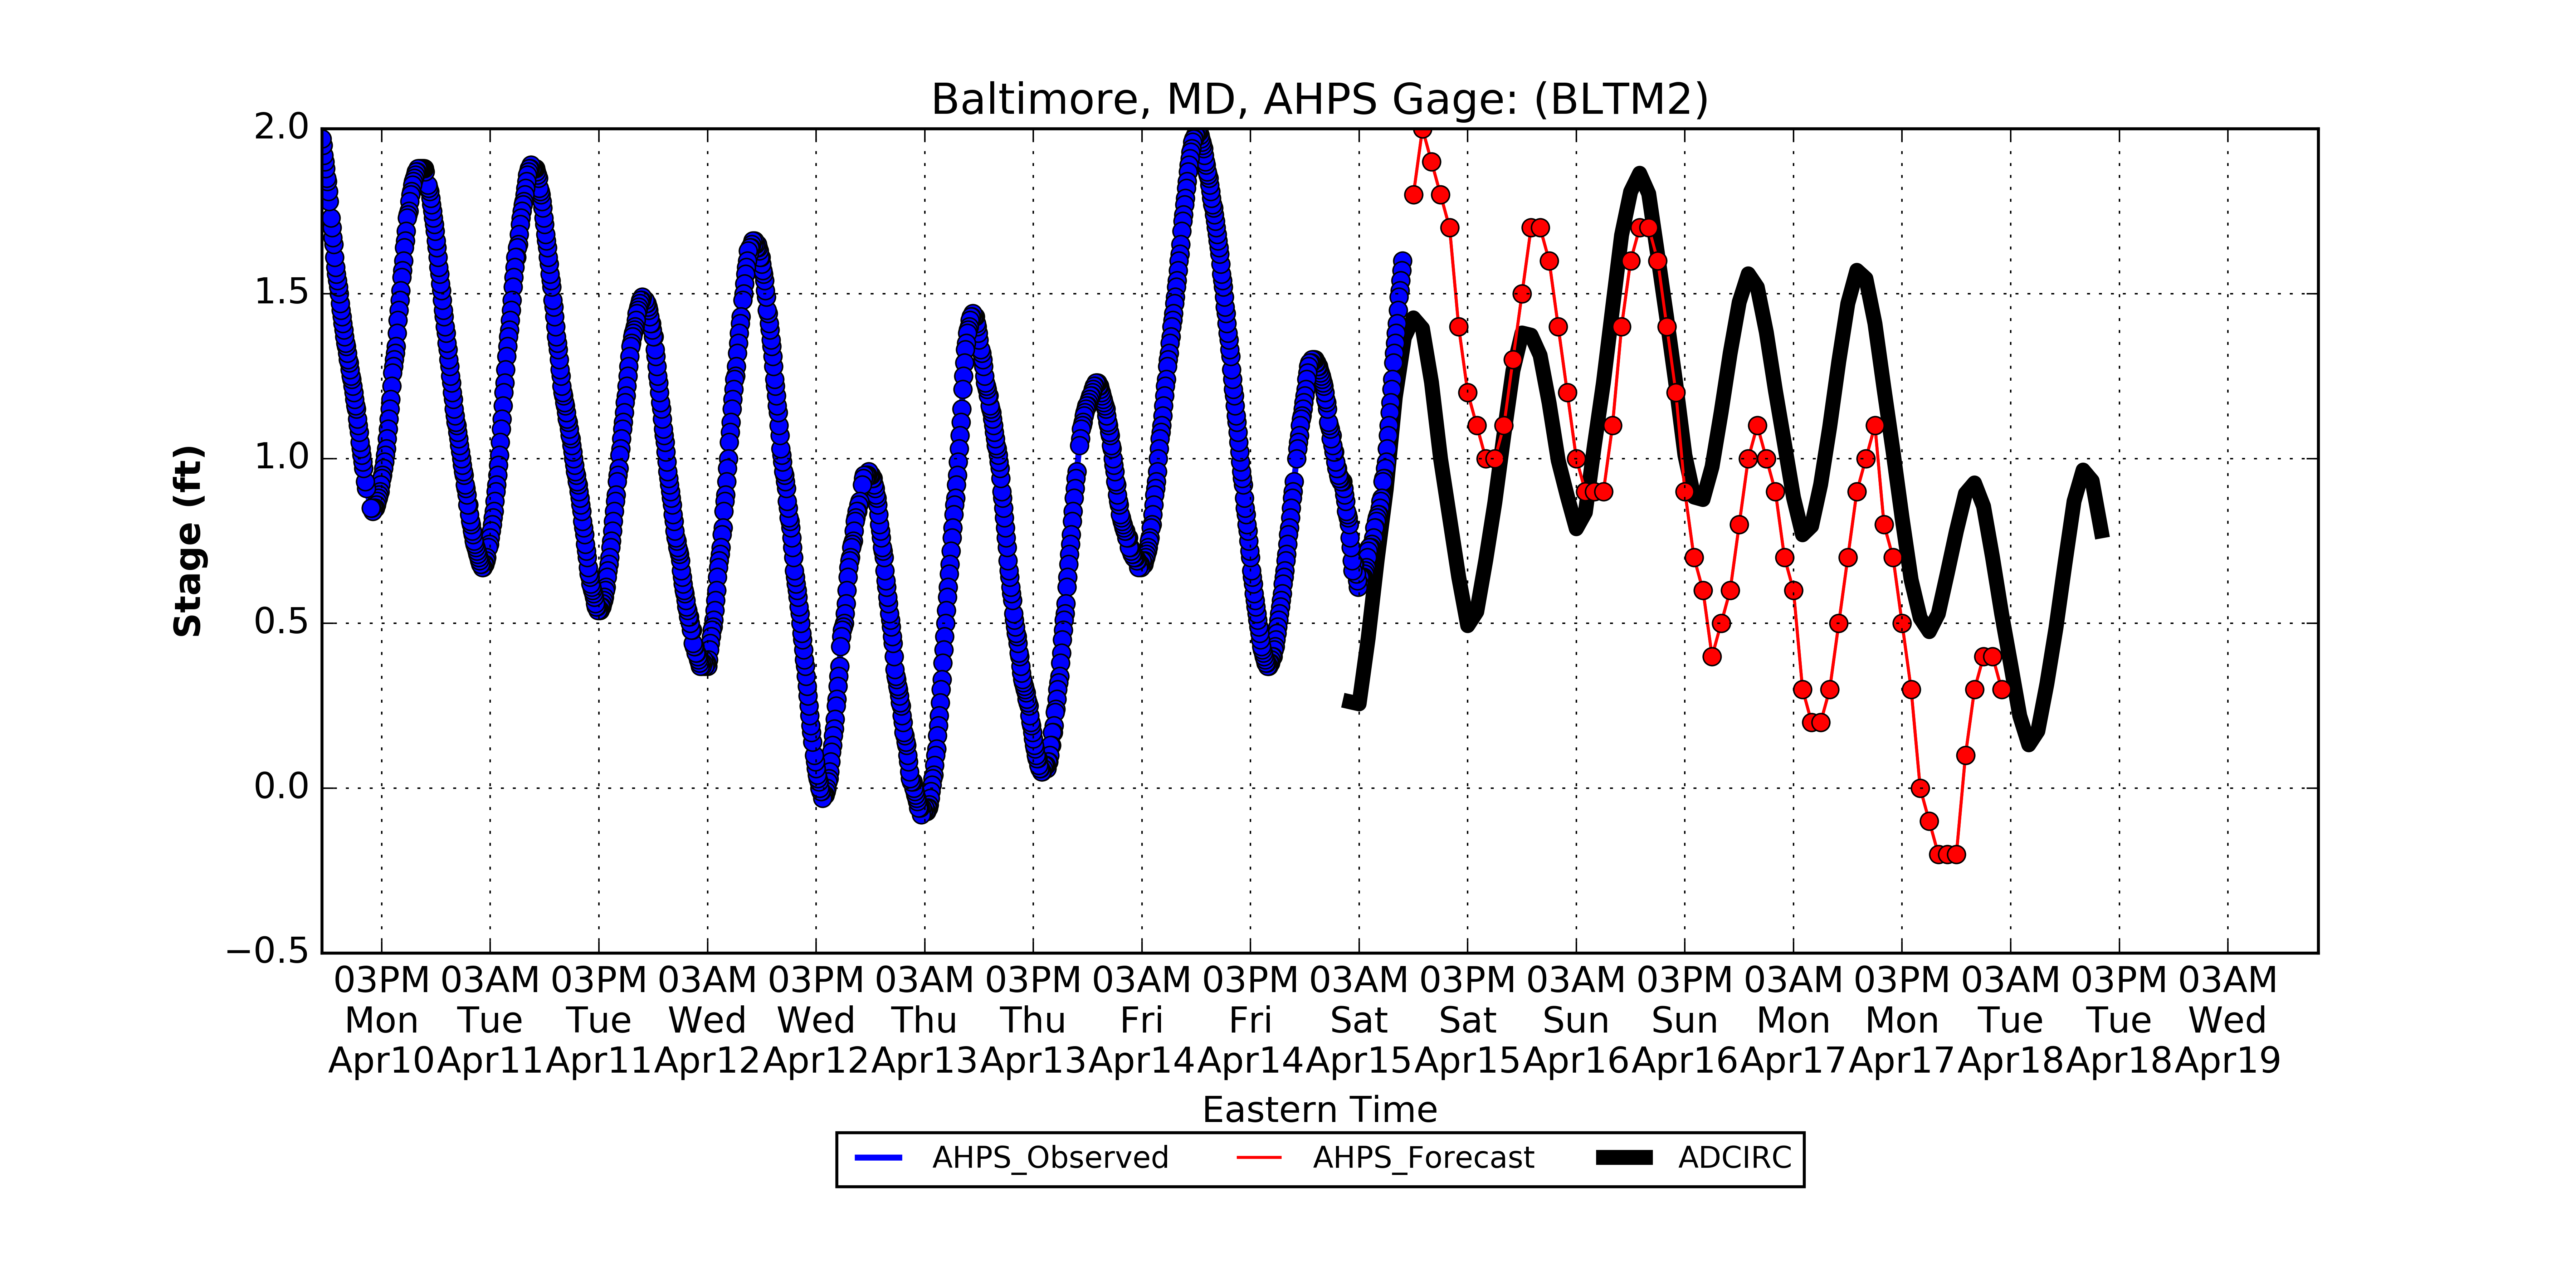 Baltimore, MD, AHPS Gage: (BLTM2)
2.0
1.5
1.0
0.5
0.0
−0.5
Stage (ft)
03PM 03AM 03PM 03AM 03PM 03AM 03PM 03AM 03PM 03AM 03PM 03AM 03PM 03AM 03PM 03AM 03PM 03AM
Mon Tue Tue Wed Wed Thu Thu Fri Fri Sat Sat Sun Sun Mon Mon Tue Tue Wed
Apr10 Apr11 Apr11 Apr12 Apr12 Apr13 Apr13 Apr14 Apr14 Apr15 Apr15 Apr16 Apr16 Apr17 Apr17 Apr18 Apr18 Apr19
Eastern Time
AHPS_Observed AHPS_Forecast ADCIRC